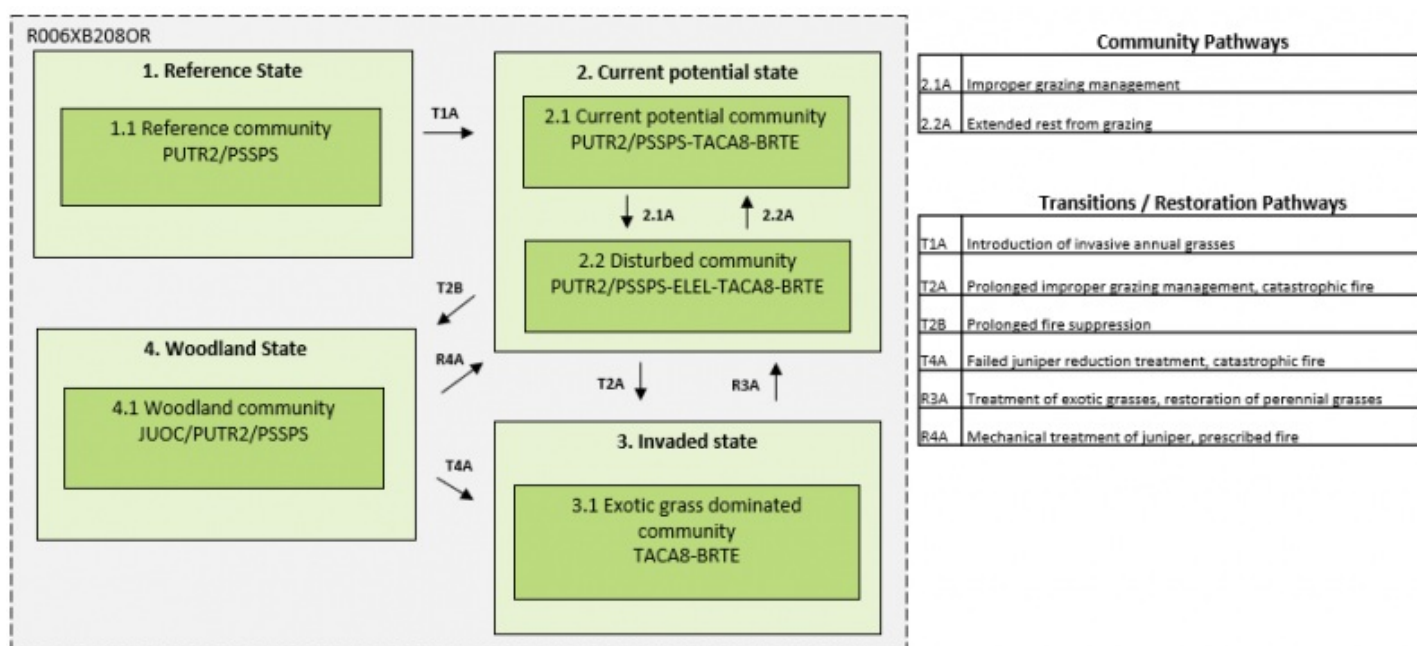 R006XB208OR
1. Reference State
1.1 Reference community
PUTR2/PSSPS
T1A
2. Current potential state
2.1 Current potential community
PUTR2/PSSPS-TACA8-BRTE
2.1A
2.2A
2.2 Disturbed community
PUTR2/PSSPS-ELEL-TACA8-BRTE
T2B
R4A
4. Woodland State
4.1 Woodland community
JUOC/PUTR2/PSSPS
T2A
R3A
T4A
3. Invaded state
3.1 Exotic grass dominated
community
TACA8-BRTE
Community Pathways
2.1A Improper grazing management
2.2A Extended rest from grazing
Transitions / Restoration Pathways
T1A Introduction of invasive annual grasses
T2A Prolonged improper grazing management, catastrophic fire
T2B Prolonged fire suppression
T4A Failed juniper reduction treatment, catastrophic fire
R3A Treatment of exotic grasses, restoration of perennial grasses
R4A Mechanical treatment of juniper, prescribed fire